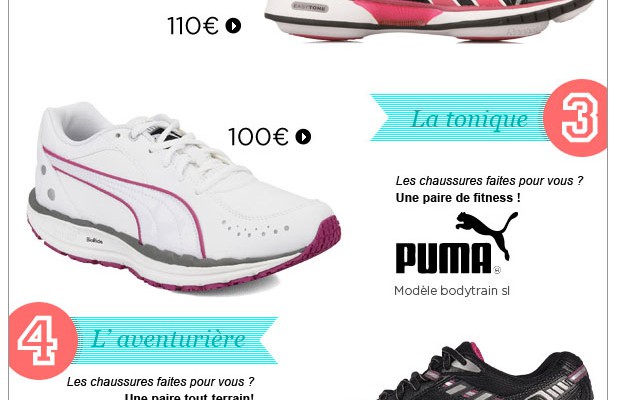 EASYTONE
110€
3
La tonique
100€
Les chaussures faites pour vous ?
Une paire de fitness !
PUMA
Modèle bodytrain sl
4
L' aventurière
Les chaussures faites pour vous ?
Une paire tout terrain!